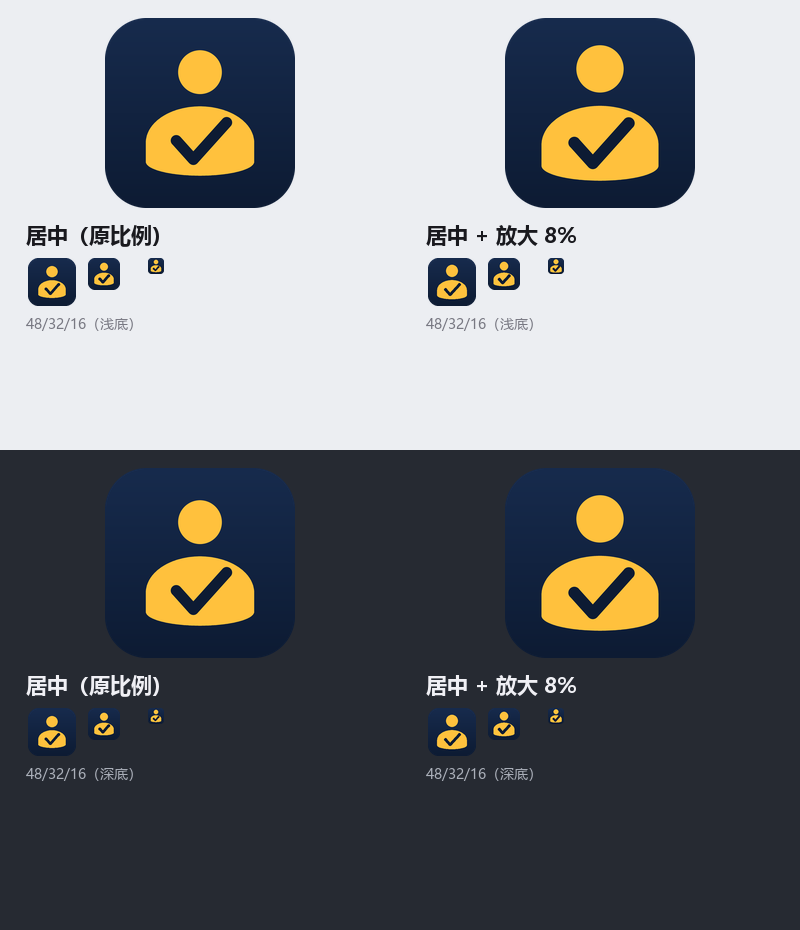 居中（原比例）
居中 + 放大 8%
48/32/16（浅底）
48/32/16（浅底）
居中（原比例）
居中 + 放大 8%
48/32/16（深底）
48/32/16（深底）